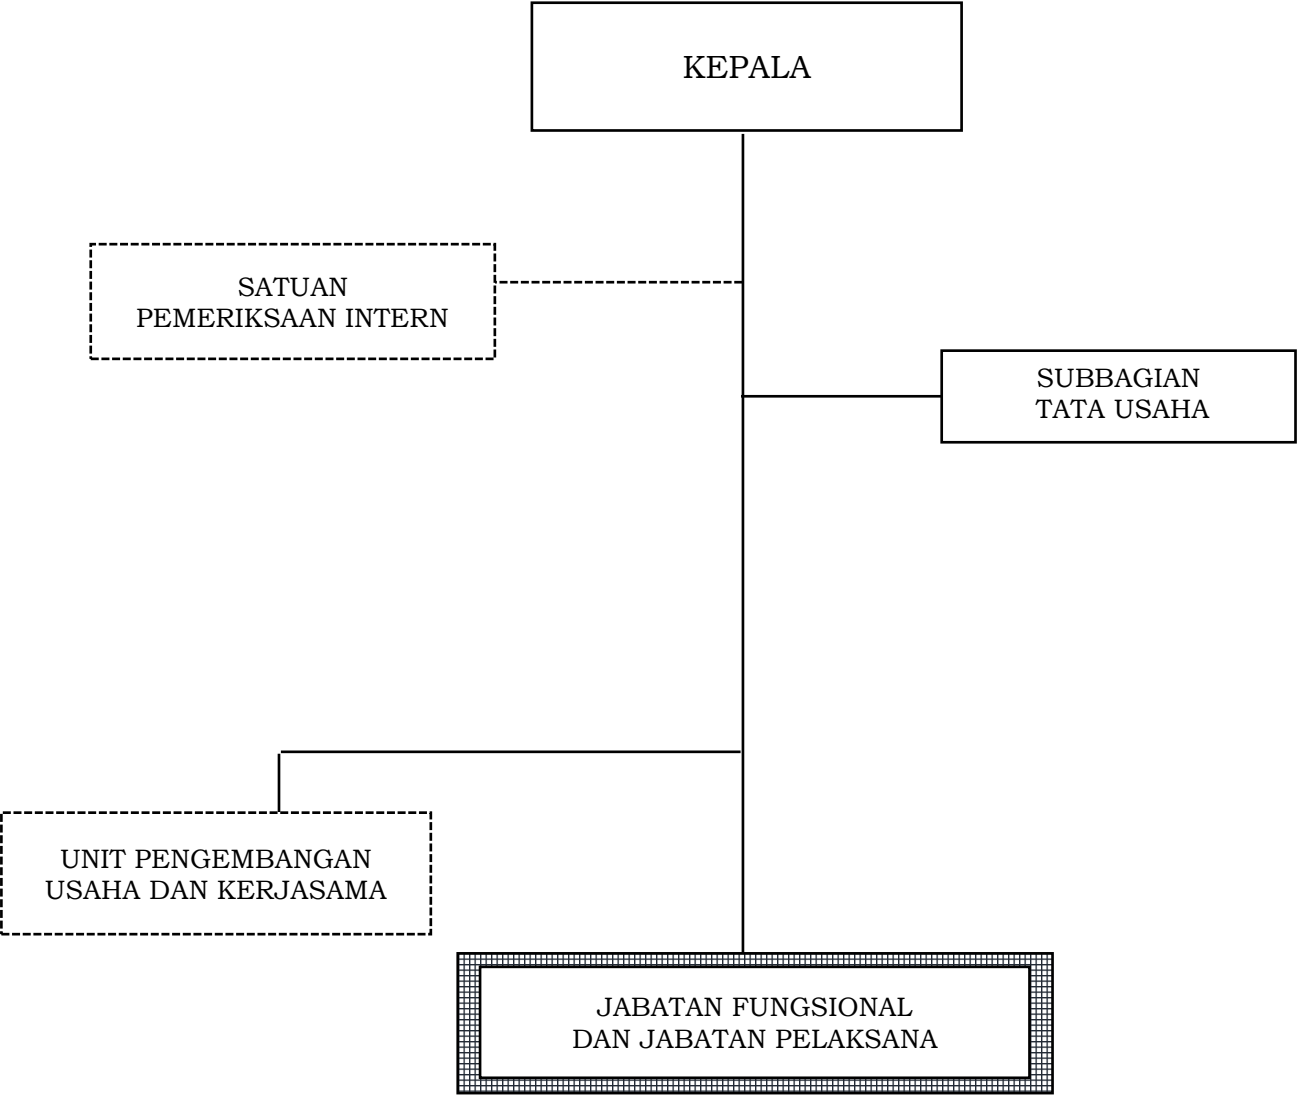 KEPALA
SATUAN
PEMERIKSAAN INTERN
SUBBAGIAN
TATA USAHA
UNIT PENGEMBANGAN
USAHA DAN KERJASAMA
JABATAN FUNGSIONAL
DAN JABATAN PELAKSANA